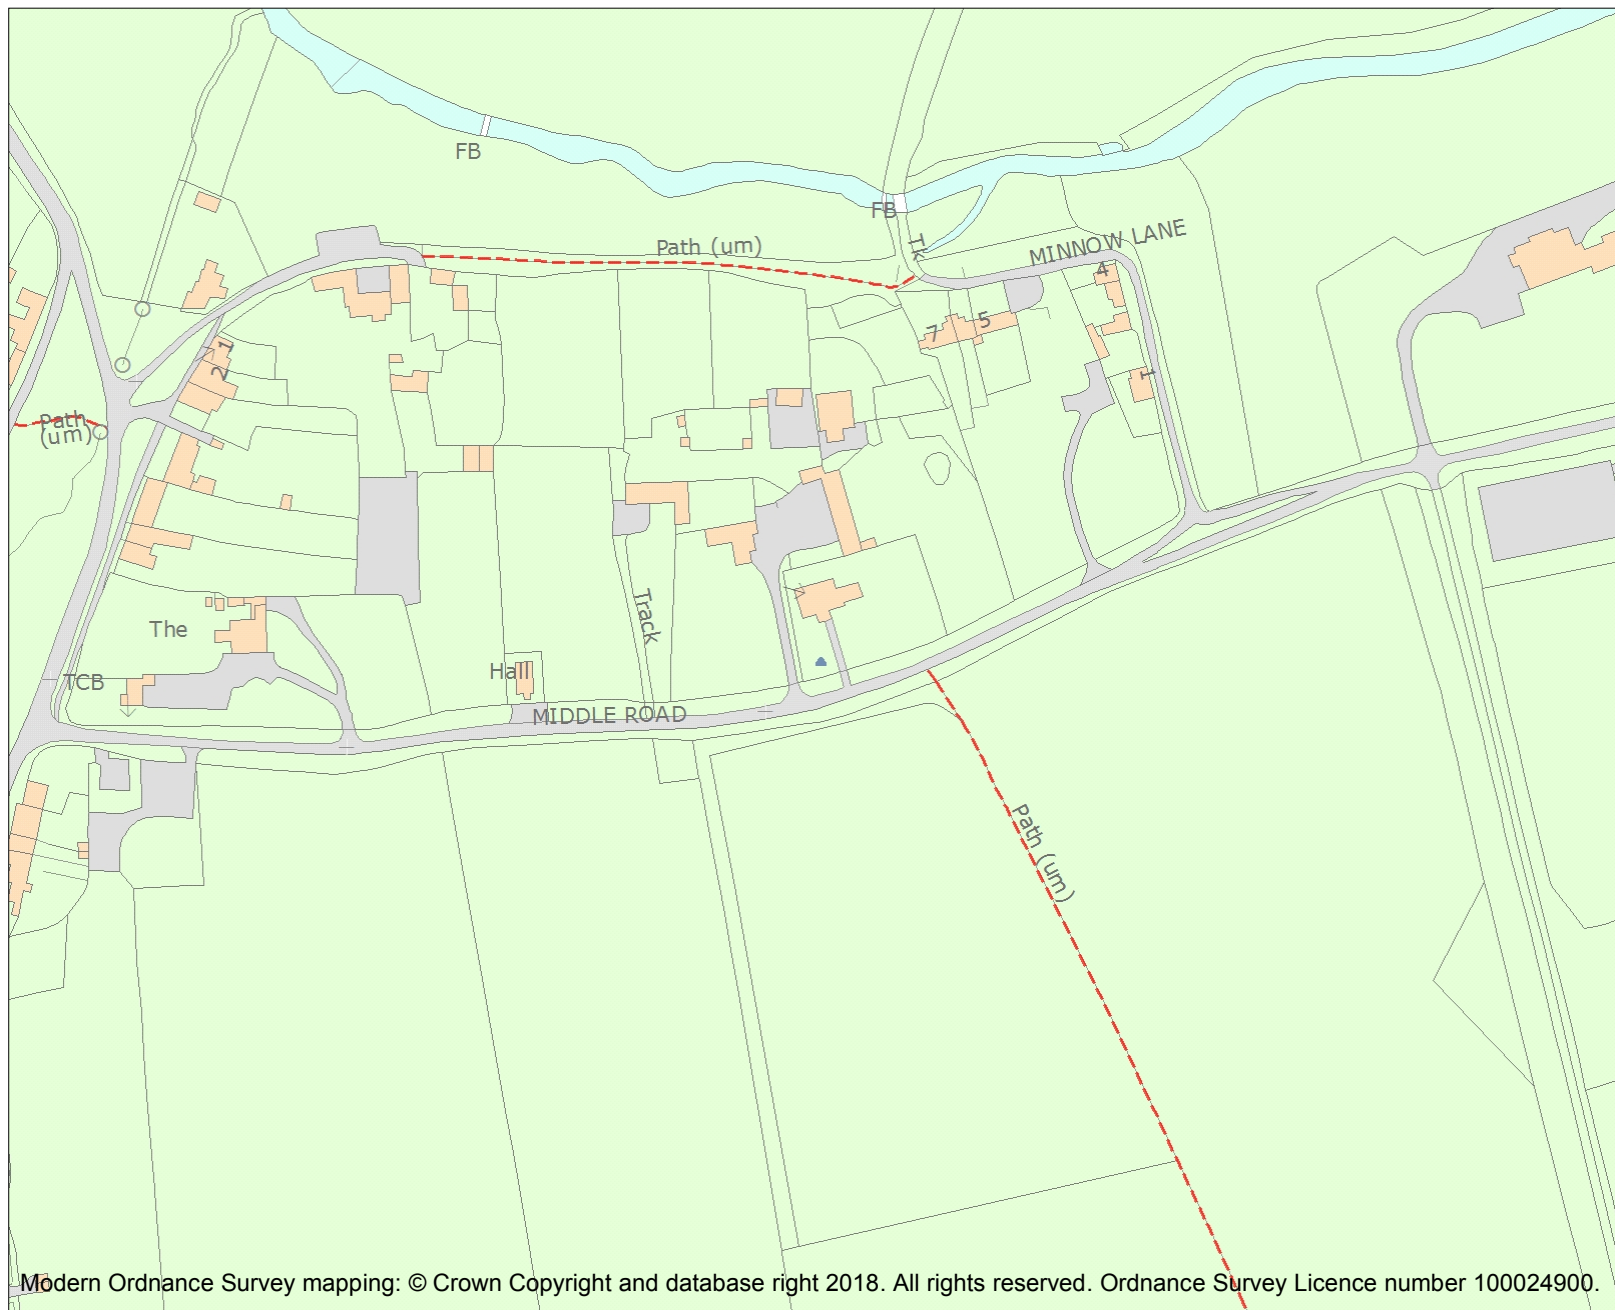 FB
FB
Tk
Path (um)
MINNOW LANE
4
5
7
1
2
1
Path
(um)
Track
The
TCB
Hall
MIDDLE ROAD
Path (um)
Modern Ordnance Survey mapping: © Crown Copyright and database right 2018. All rights reserved. Ordnance Survey Licence number 100024900.